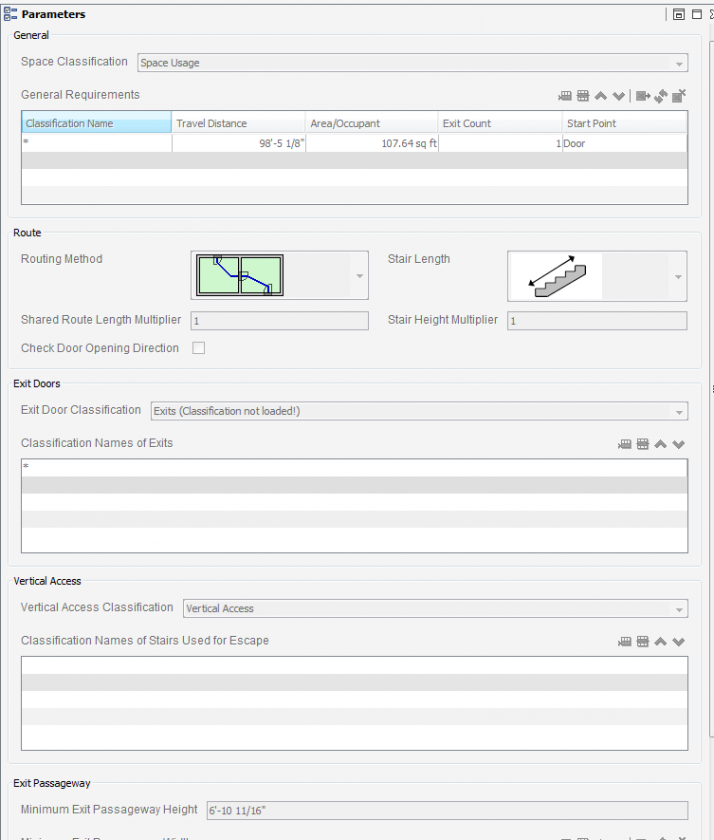 Parameters
General
Space Classification Space Usage
General Requirements
Classification Name Travel Distance Area/Occupant Exit Count Start Point
* 98'-5 1/8" 107.64 sq ft 1 Door
Route
Routing Method Stair Length
Shared Route Length Multiplier 1 Stair Height Multiplier 1
Check Door Opening Direction
Exit Doors
Exit Door Classification Exits (Classification not loaded!)
Classification Names of Exits
*
Vertical Access
Vertical Access Classification Vertical Access
Classification Names of Stairs Used for Escape
Exit Passageway
Minimum Exit Passageway Height 6'-10 11/16"